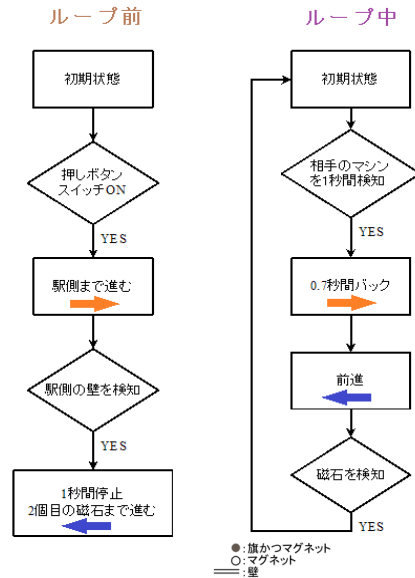 ループ前
初期状態
押しボタン
スイッチON
YES
駅側まで進む
駅側の壁を検知
YES
1秒間停止
2個目の磁石まで進む
ループ中
初期状態
相手のマシン
を1秒間検知
YES
0.7秒間バック
前進
磁石を検知
YES
●:旗かつマグネット
○:マグネット
:壁